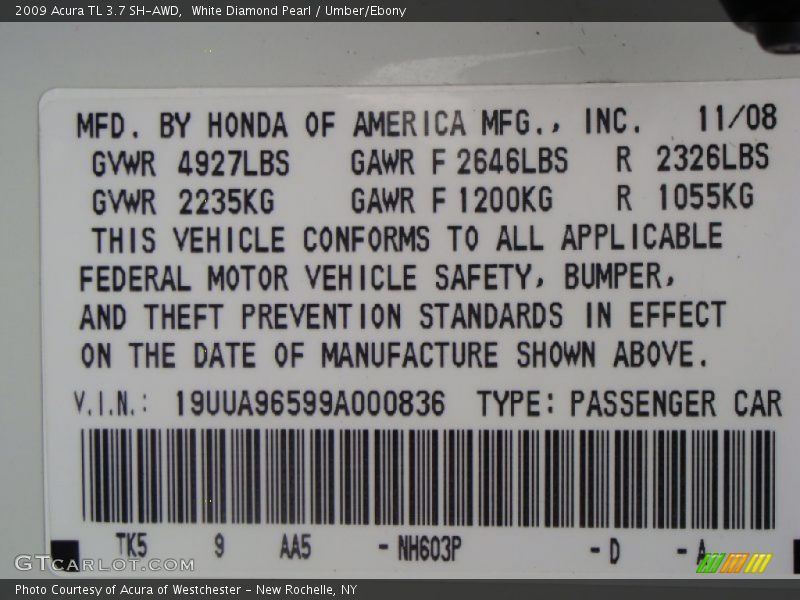 2009 Acura TL 3.7 SH-AWD,  White Diamond Pearl / Umber/Ebony
MFD. BY HONDA OF AMERICA MFG., INC. 11/08
GVWR 4927LBS GAWR F 2646LBS R 2326LBS
GVWR 2235KG GAWR F 1200KG R 1055KG
THIS VEHICLE CONFORMS TO ALL APPLICABLE
FEDERAL MOTOR VEHICLE SAFETY, BUMPER,
AND THEFT PREVENTION STANDARDS IN EFFECT
ON THE DATE OF MANUFACTURE SHOWN ABOVE.
V.I.N.: 19UUA96599A000836 TYPE: PASSENGER CAR
TK5 9 AA5 - NH603P - D - A
GTcarlot.com
Photo Courtesy of Acura of Westchester - New Rochelle, NY